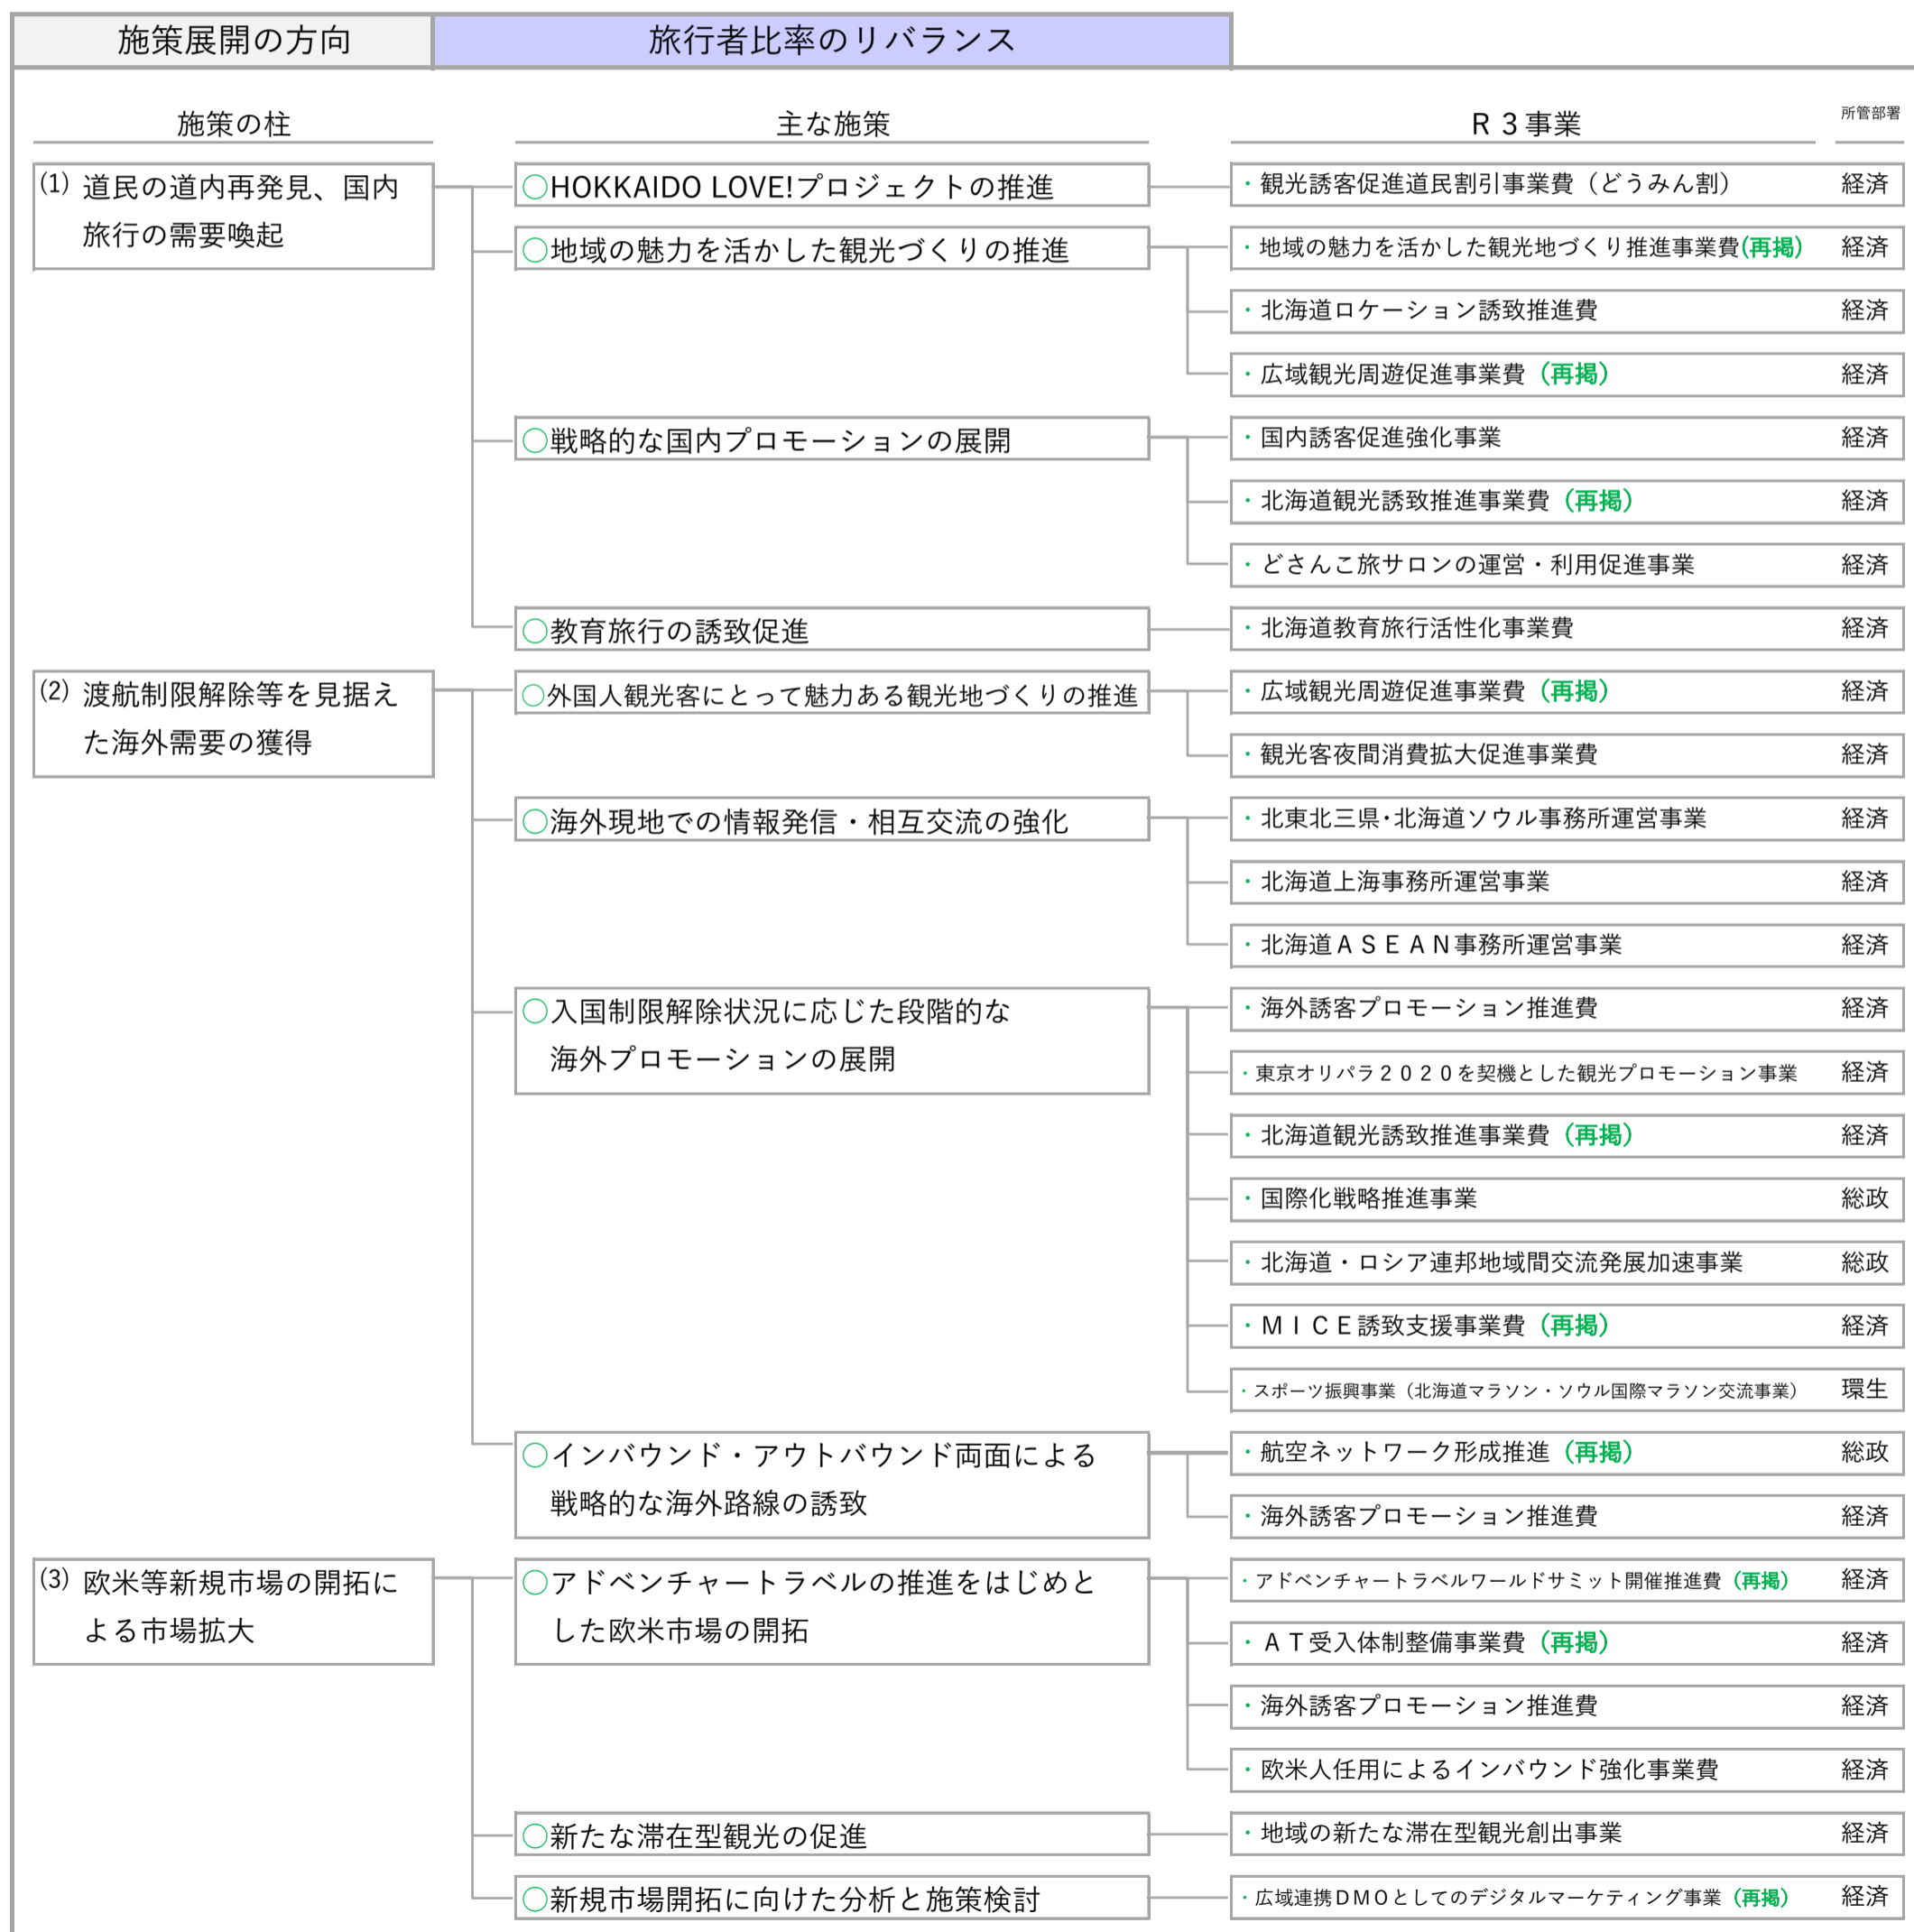 施策展開の方向
旅行者比率のリバランス
施策の柱
主な施策
Ｒ３事業
所管部署
(1) 道民の道内再発見、国内
旅行の需要喚起
○HOKKAIDO LOVE!プロジェクトの推進
・観光誘客促進道民割引事業費（どうみん割）
経済
○地域の魅力を活かした観光づくりの推進
・地域の魅力を活かした観光地づくり推進事業費(再掲)
経済
・北海道ロケーション誘致推進費
経済
・広域観光周遊促進事業費（再掲）
経済
○戦略的な国内プロモーションの展開
・国内誘客促進強化事業
経済
・北海道観光誘致推進事業費（再掲）
経済
・どさんこ旅サロンの運営・利用促進事業
経済
○教育旅行の誘致促進
・北海道教育旅行活性化事業費
経済
(2) 渡航制限解除等を見据え
た海外需要の獲得
○外国人観光客にとって魅力ある観光地づくりの推進
・広域観光周遊促進事業費（再掲）
経済
・観光客夜間消費拡大促進事業費
経済
○海外現地での情報発信・相互交流の強化
・北東北三県･北海道ソウル事務所運営事業
経済
・北海道上海事務所運営事業
経済
・北海道ＡＳＥＡＮ事務所運営事業
経済
○入国制限解除状況に応じた段階的な
海外プロモーションの展開
・海外誘客プロモーション推進費
経済
・東京オリパラ２０２０を契機とした観光プロモーション事業
経済
・北海道観光誘致推進事業費（再掲）
経済
・国際化戦略推進事業
総政
・北海道・ロシア連邦地域間交流発展加速事業
総政
・ＭＩＣＥ誘致支援事業費（再掲）
経済
・スポーツ振興事業（北海道マラソン・ソウル国際マラソン交流事業）
環生
○インバウンド・アウトバウンド両面による
戦略的な海外路線の誘致
・航空ネットワーク形成推進（再掲）
総政
・海外誘客プロモーション推進費
経済
(3) 欧米等新規市場の開拓に
よる市場拡大
○アドベンチャートラベルの推進をはじめと
した欧米市場の開拓
・アドベンチャートラベルワールドサミット開催推進費（再掲）
経済
・ＡＴ受入体制整備事業費（再掲）
経済
・海外誘客プロモーション推進費
経済
・欧米人任用によるインバウンド強化事業費
経済
○新たな滞在型観光の促進
・地域の新たな滞在型観光創出事業
経済
○新規市場開拓に向けた分析と施策検討
・広域連携ＤＭＯとしてのデジタルマーケティング事業（再掲）
経済